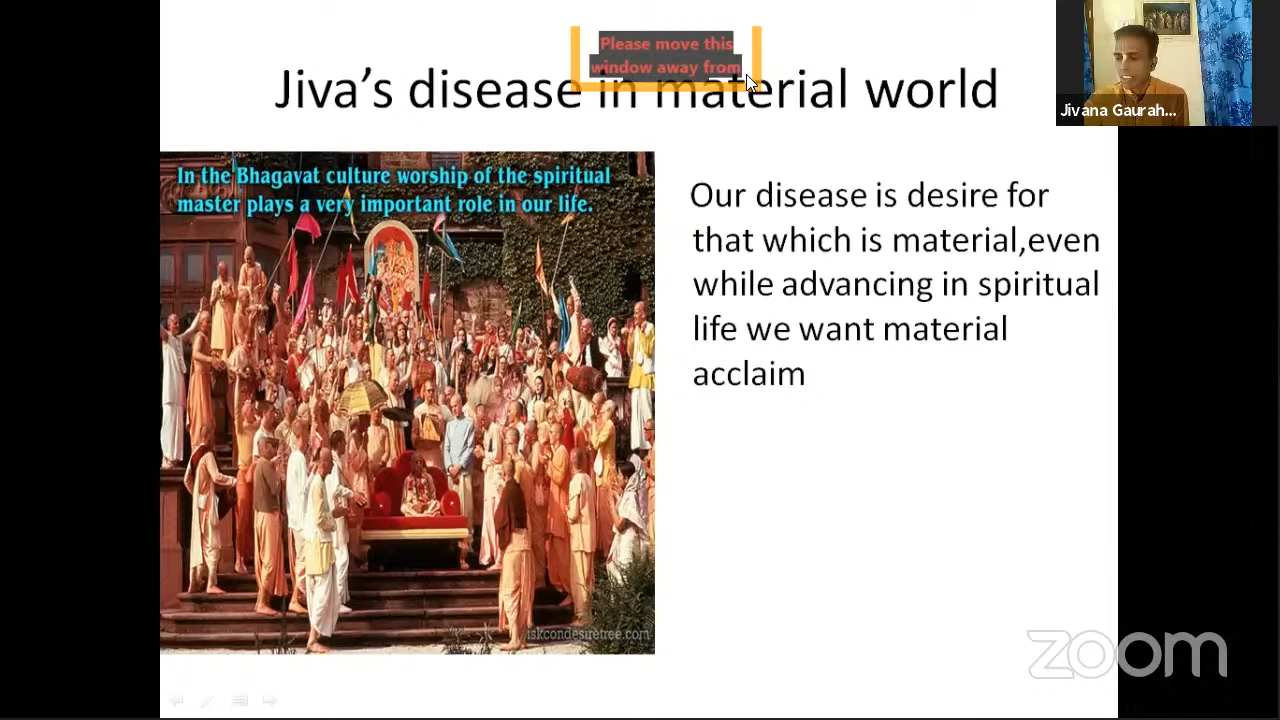 Please move this
window away from
Jiva's disease in material world
Jivana Gaurah...
In the Bhagavat culture worship of the spiritual
master plays a very important role in our life.
Our disease is desire for
that which is material,even
while advancing in spiritual
life we want material
acclaim
iskcondesiretree.com
zoom